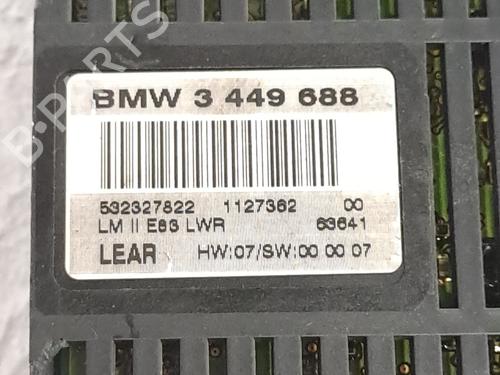 BMW 3 449 688
532327822 1127362 00
LM II E83 LWR 63641
LEAR HW:07/SW:00 00 07
B-PARTS